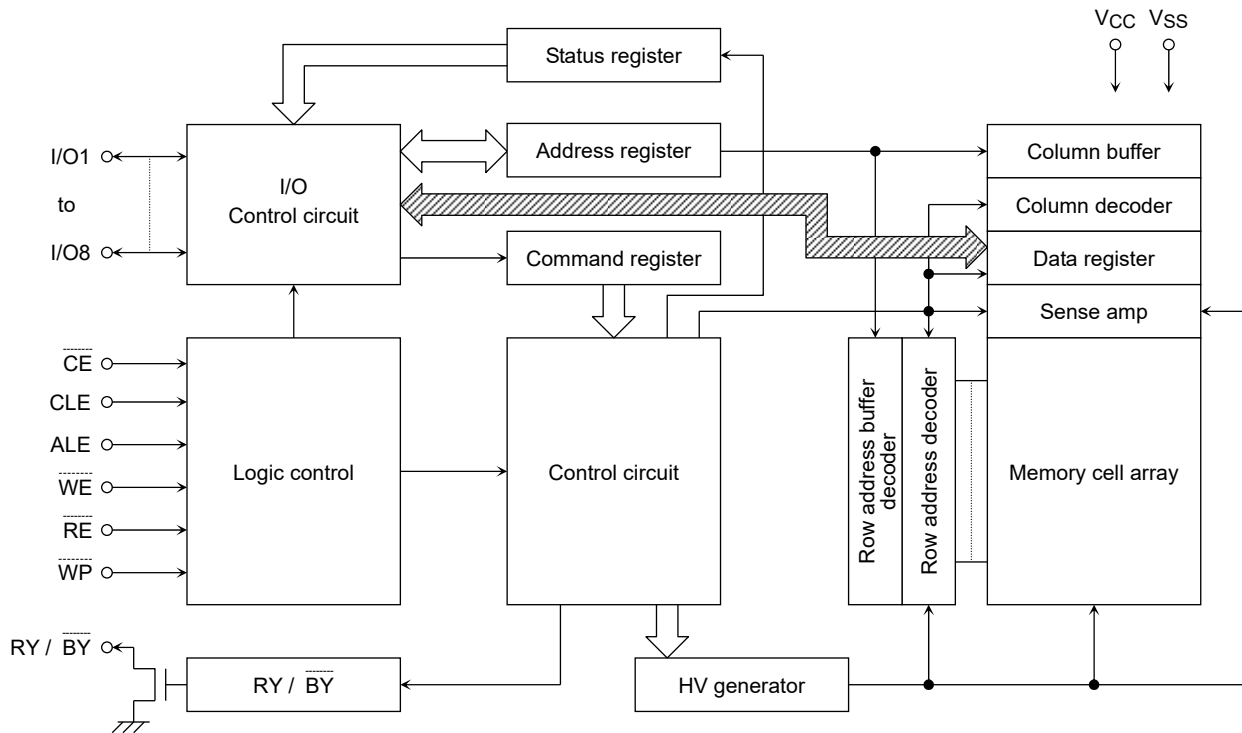 VCC
VSS
Status register
I/O1
to
I/O8
I/O
Control circuit
Address register
Column buffer
Column decoder
Command register
Data register
Sense amp
CE
CLE
ALE
WE
RE
WP
Logic control
Control circuit
Row address buffer
decoder
Row address decoder
Memory cell array
RY / BY
RY / BY
HV generator